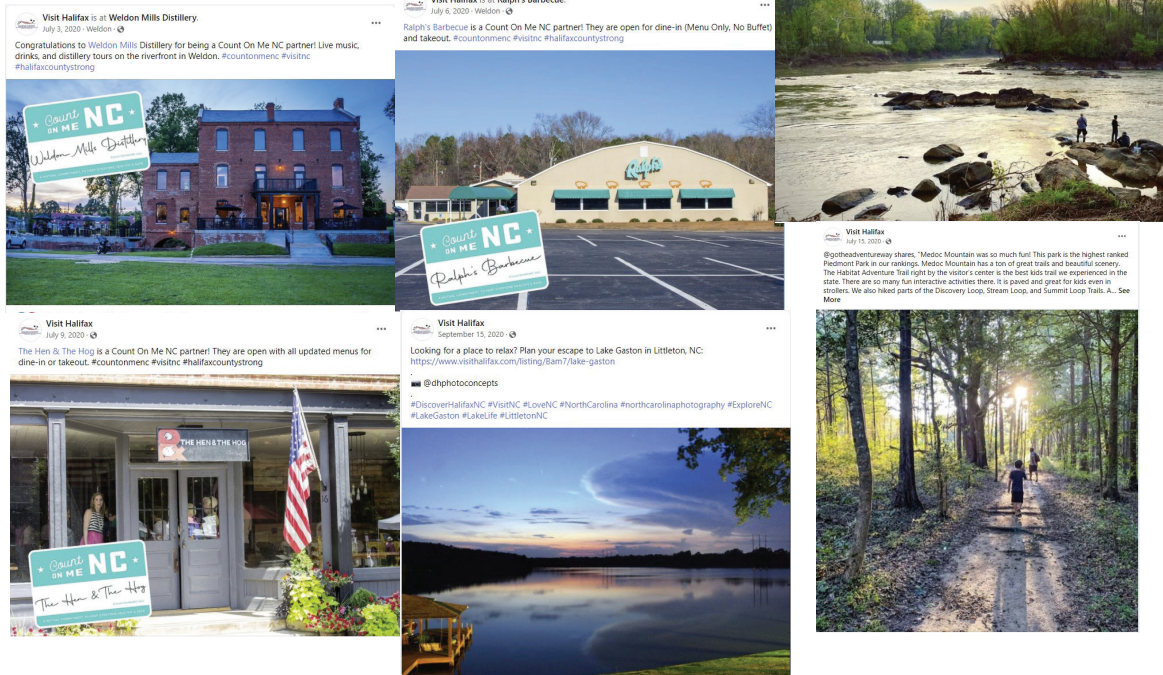 Visit Halifax is at Weldon Mills Distillery.
July 3, 2020 · Weldon ·
Congratulations to Weldon Mills Distillery for being a Count On Me NC partner! Live music,
drinks, and distillery tours on the riverfront in Weldon. #countonmenc #visitnc
#halifaxcountystrong
Count
ON ME NC
Weldon Mills Distillery
Visit Halifax is at Ralph's Barbecue.
July 6, 2020 · Weldon ·
Ralph's Barbecue is a Count On Me NC partner! They are open for dine-in (Menu Only, No Buffet)
and takeout. #countonmenc #visitnc #halifaxcountystrong
Ralph's
Count
ON ME NC
Ralph's Barbecue
Visit Halifax
July 15, 2020 ·
@gotheadventureway shares, "Medoc Mountain was so much fun! This park is the highest ranked
Piedmont Park in our rankings. Medoc Mountain has a ton of great trails and beautiful scenery.
The Habitat Adventure Trail right by the visitor's center is the best kids trail we experienced in the
state. There are so many fun interactive activities there. It is paved and great for kids even in
strollers. We also hiked parts of the Discovery Loop, Stream Loop, and Summit Loop Trails. A... See
More
Visit Halifax
July 9, 2020 ·
The Hen & The Hog is a Count On Me NC partner! They are open with all updated menus for
dine-in or takeout. #countonmenc #visitnc #halifaxcountystrong
THE HEN & THE HOG
16
Count
ON ME NC
The Hen & The Hog
Visit Halifax
September 15, 2020 ·
Looking for a place to relax? Plan your escape to Lake Gaston in Littleton, NC:
https://www.visithalifax.com/listing/8am7/lake-gaston
.
@dhphotoconcepts
.
#DiscoverHalifaxNC #VisitNC #LoveNC #NorthCarolina #northcarolinaphotography #ExploreNC
#LakeGaston #LakeLife #LittletonNC